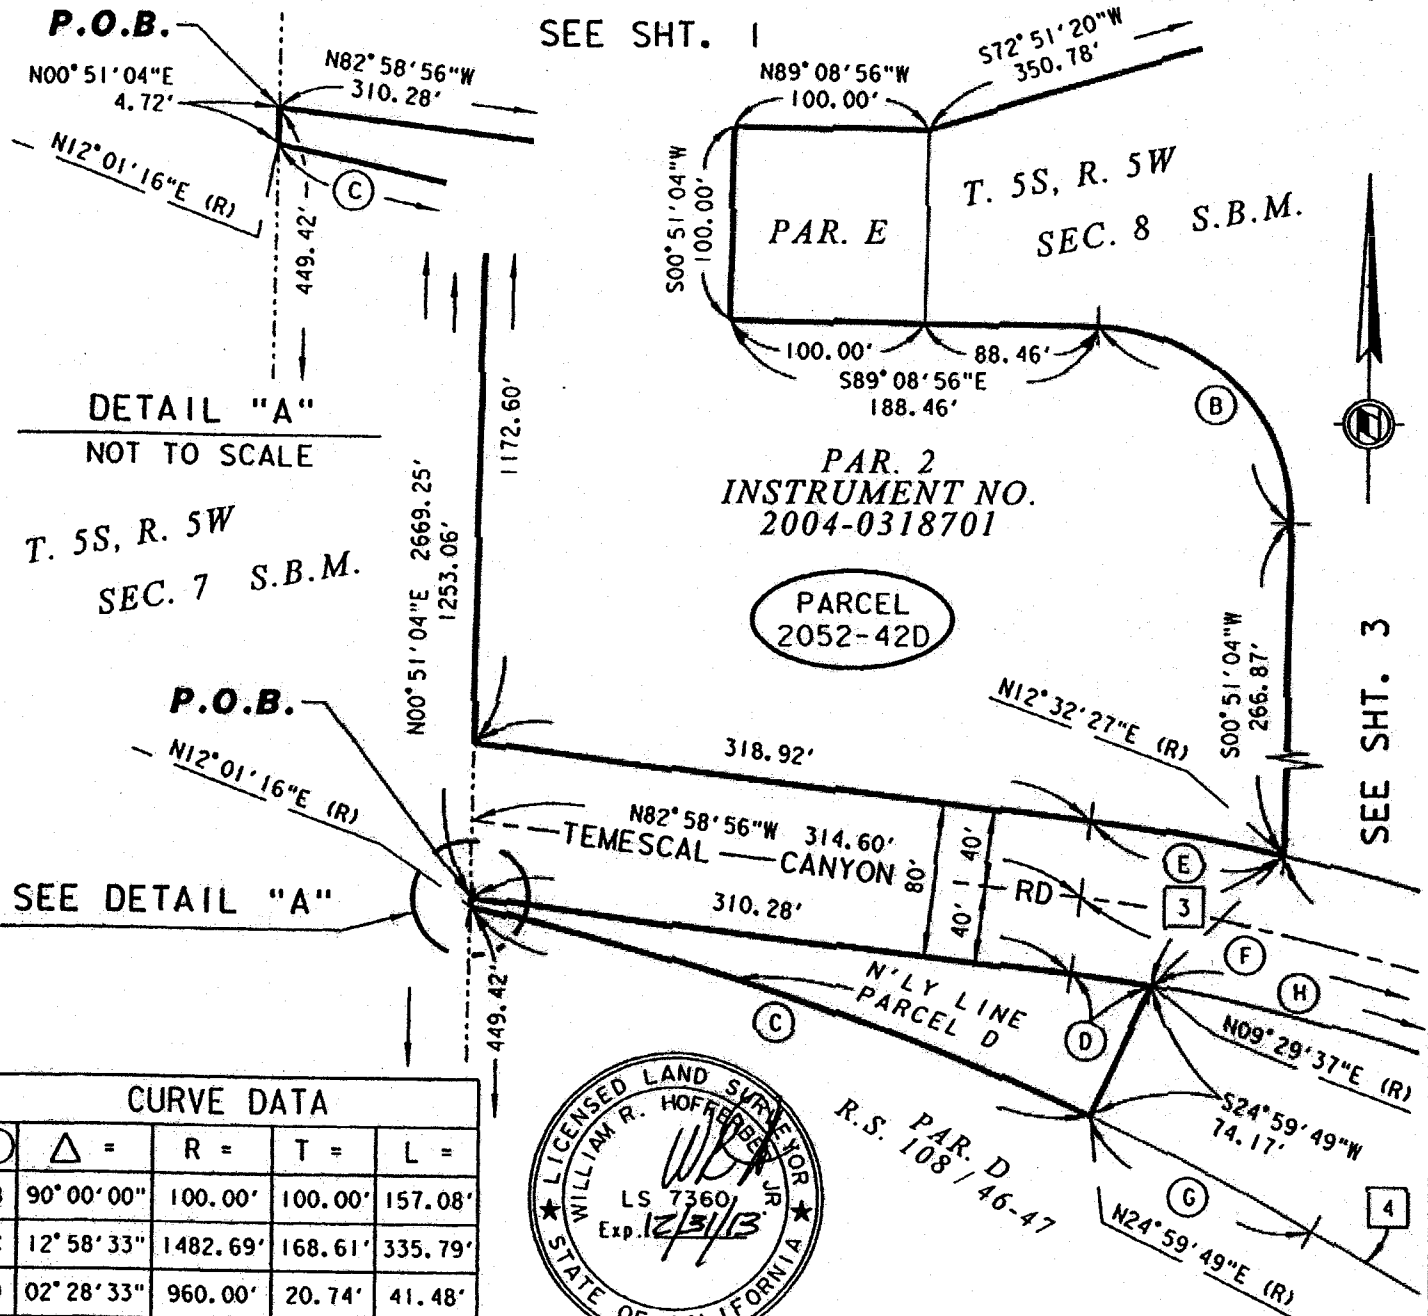 P.O.B.
SEE SHT. 1
N00°51'04"E
4.72'
N82°58'56"W
310.28'
N12°01'16"E (R)
C
449.42'
DETAIL "A"
NOT TO SCALE
N89°08'56"W
100.00'
S72°51'20"W
350.78'
S00°51'04"W
100.00'
PAR. E
T. 5S, R. 5W
SEC. 8 S.B.M.
100.00'
88.46'
S89°08'56"E
188.46'
B
1172.60'
N00°51'04"E 2669.25'
1253.06'
PAR. 2
INSTRUMENT NO.
2004-0318701
T. 5S, R. 5W
SEC. 7 S.B.M.
PARCEL
2052-42D
S00°51'04"W
266.87'
SEE SHT. 3
P.O.B.
N12°01'16"E (R)
N12°32'27"E (R)
318.92'
N82°58'56"W 314.60'
TEMESCAL CANYON
RD
80'
40'
40'
E
3
SEE DETAIL "A"
310.28'
F
H
N'LY LINE
PARCEL D
C
D
449.42'
N09°29'37"E (R)
S24°59'49"W
74.17'
PAR. D
R.S. 108 / 46-47
G
4
N24°59'49"E (R)
CURVE DATA
△ = R = T = L =
90°00'00" 100.00' 100.00' 157.08'
12°58'33" 1482.69' 168.61' 335.79'
02°28'33" 960.00' 20.74' 41.48'
LICENSED LAND SURVEYOR
WILLIAM R. HOFFERBER JR.
LS 7360
Exp. 12/31/13
STATE OF CALIFORNIA